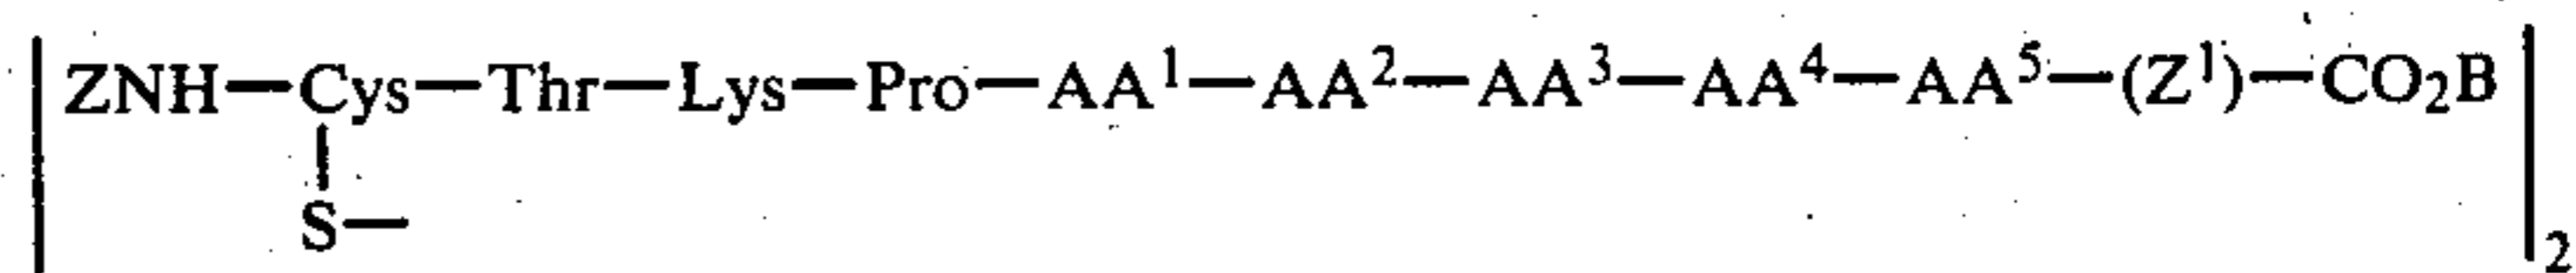 ZNH—Cys—Thr—Lys—Pro—AA¹—AA²—AA³—AA⁴—AA⁵—(Z¹)—CO₂B
S—
2